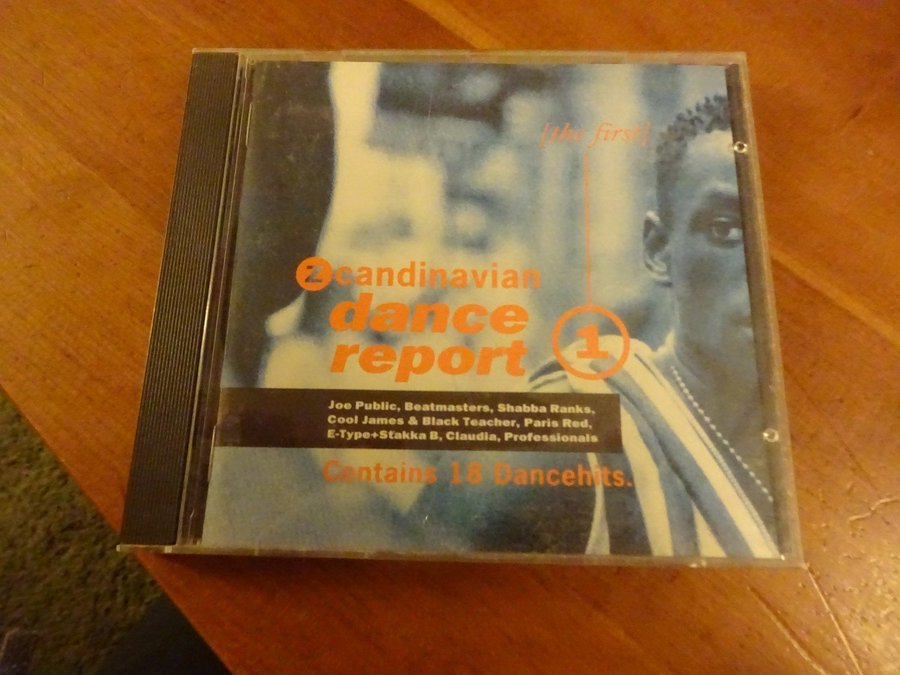 [the first]
Zcandinavian
dance
report 1
Joe Public, Beatmasters, Shabba Ranks,
Cool James & Black Teacher, Paris Red,
E-Type+Stakka B, Claudia, Professionals
Contains 18 Dancehits.